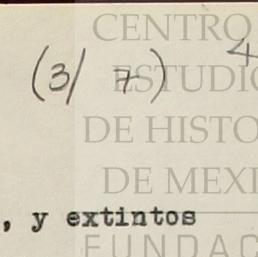 CENTRO
4
(3/ 7)
ESTUDIO
DE HISTO
DE MEXI
, y extintos
FUNDAC